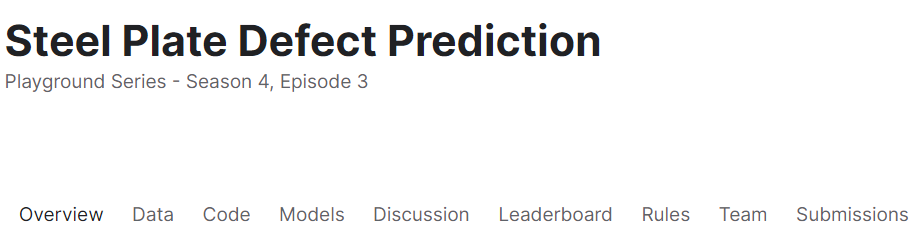 Steel Plate Defect Prediction
Playground Series - Season 4, Episode 3
Overview Data Code Models Discussion Leaderboard Rules Team Submissions